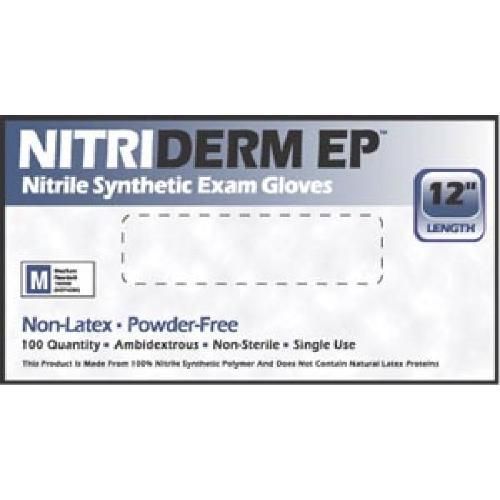 NITRIDERM EP™
Nitrile Synthetic Exam Gloves
12"
LENGTH
M
Medium
Non-Latex • Powder-Free
100 Quantity • Ambidextrous • Non-Sterile • Single Use
This Product Is Made From 100% Nitrile Synthetic Polymer And Does Not Contain Natural Latex Proteins